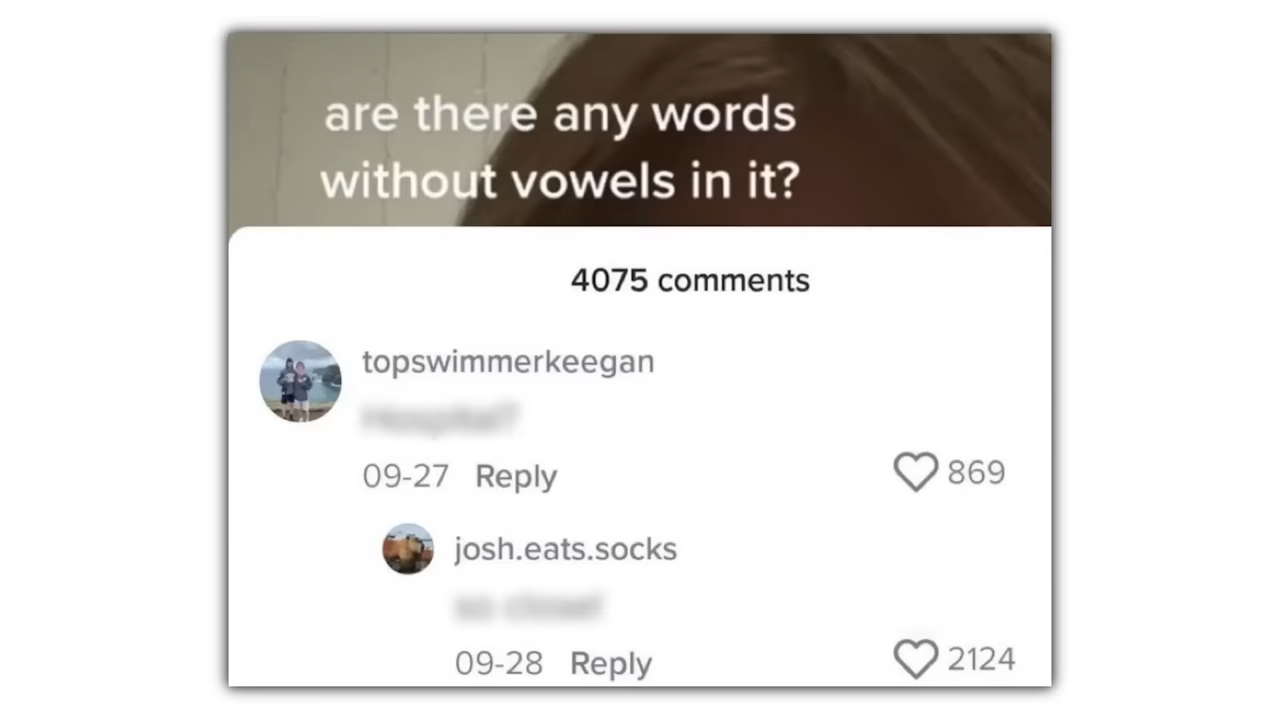 are there any words
without vowels in it?
4075 comments
topswimmerkeegan
09-27 Reply
869
josh.eats.socks
09-28 Reply
2124